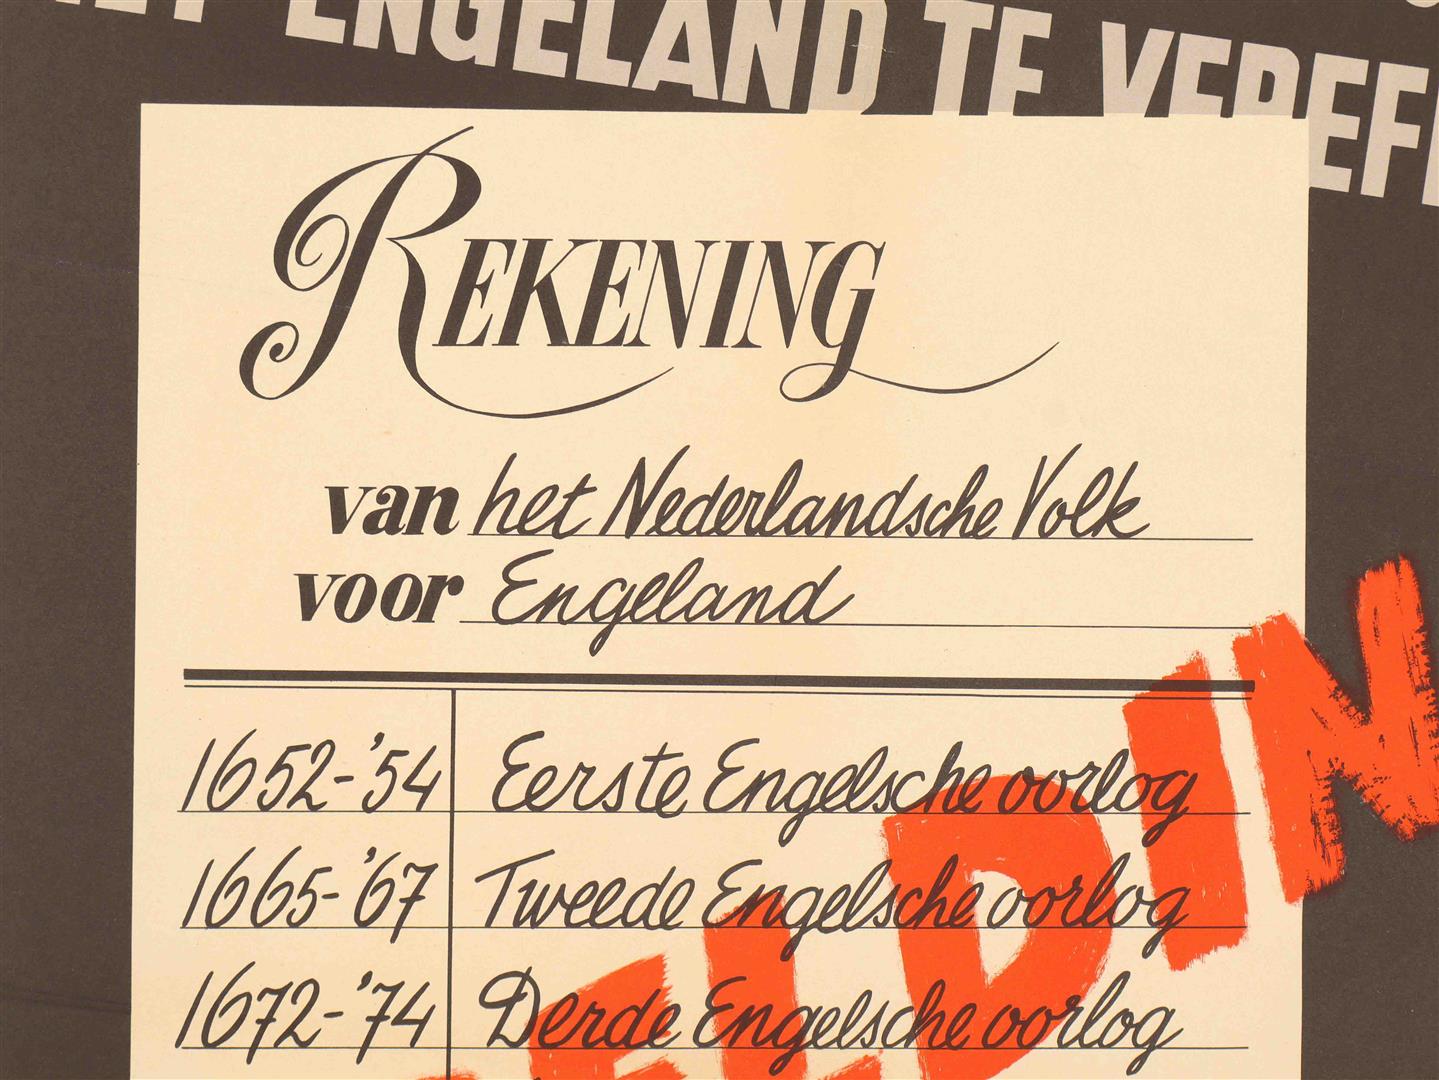 ENGELAND TE VEREF
REKENING
van het Nederlandsche Volk
voor Engeland
1652-'54 Eerste Engelsche oorlog
1665-'67 Tweede Engelsche oorlog
1672-'74 Derde Engelsche oorlog
ELDIN